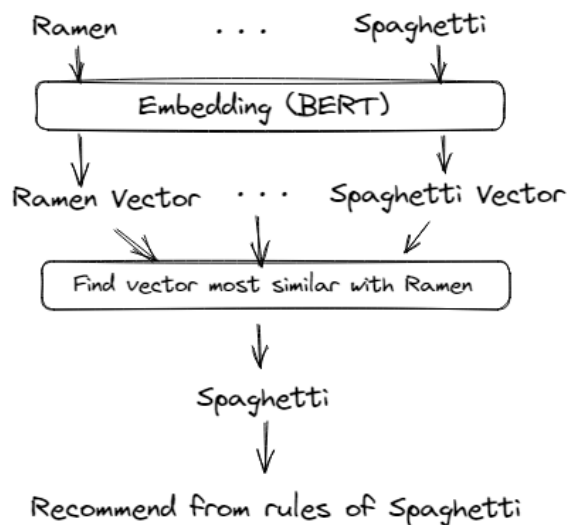 Ramen ... Spaghetti
Embedding (BERT)
Ramen Vector ... Spaghetti Vector
Find vector most similar with Ramen
Spaghetti
Recommend from rules of Spaghetti